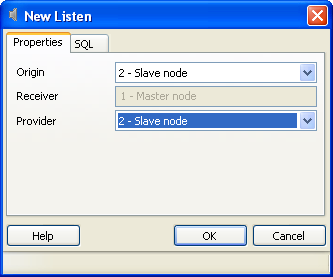 New Listen
Properties SQL
Origin 2 - Slave node
Receiver 1 - Master node
Provider 2 - Slave node
Help OK Cancel